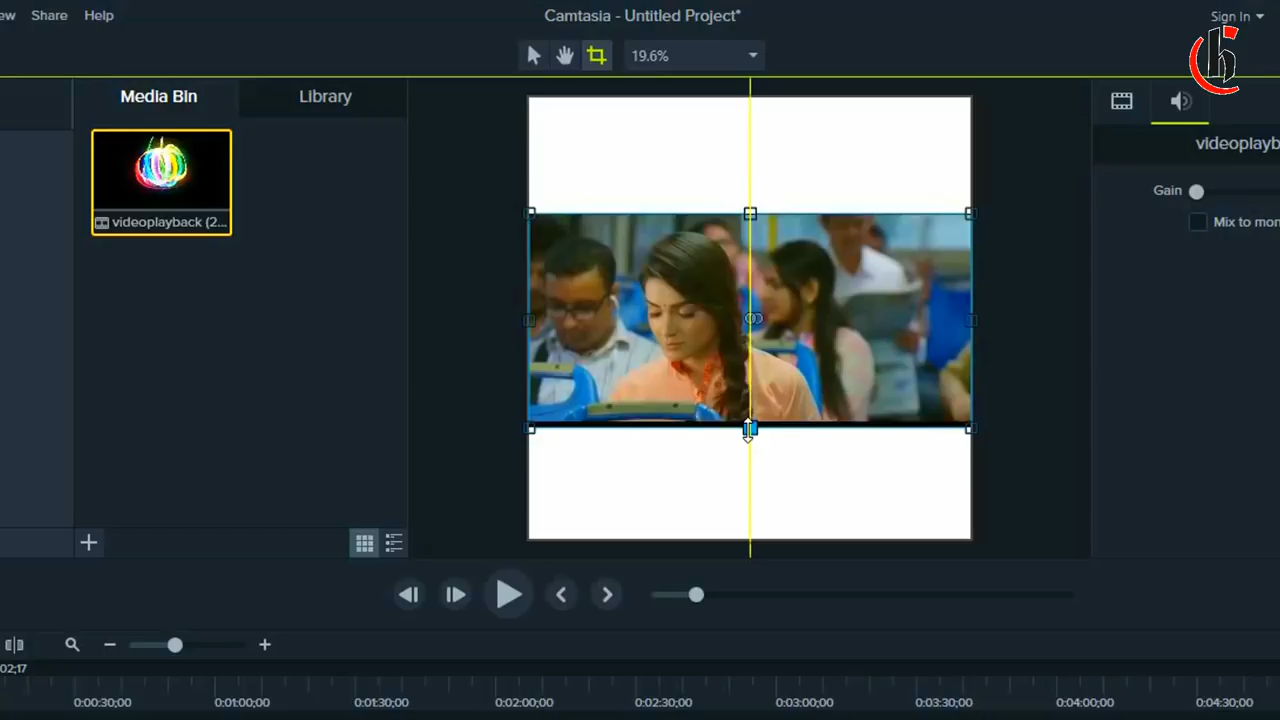 ew Share Help
Camtasia - Untitled Project*
Sign In
19.6%
Media Bin
Library
videoplayb
videoplayback (2...
Gain
Mix to mon
02;17
0:00:30;00 0:01:00;00 0:01:30;00 0:02:00;00 0:02:30;00 0:03:00;00 0:03:30;00 0:04:00;00 0:04:30;00